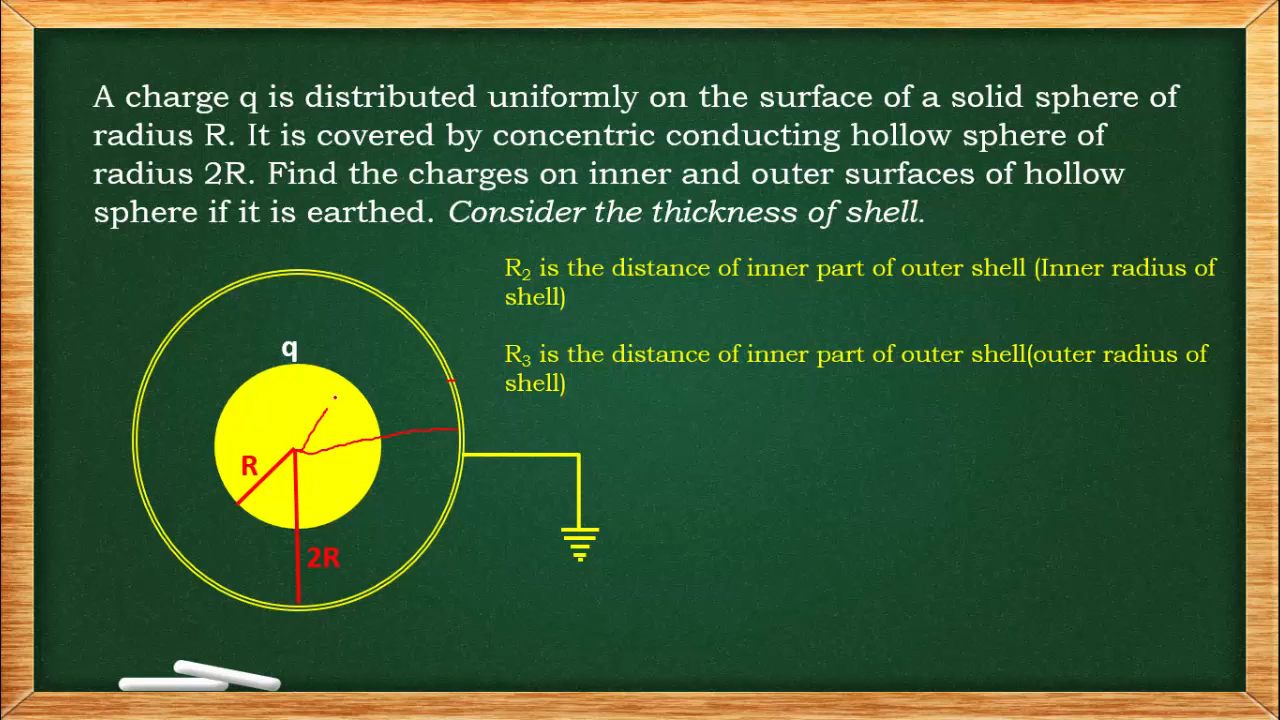 A charge q is distributed uniformly on the surface of a solid sphere of
radius R. It is covered by concentric conducting hollow sphere of
radius 2R. Find the charges on inner and outer surfaces of hollow
sphere if it is earthed. Consider the thickness of shell.
R₂ is the distance of inner part of outer shell (Inner radius of
shell)
R₃ is the distance of inner part of outer shell(outer radius of
shell)
q
R
2R